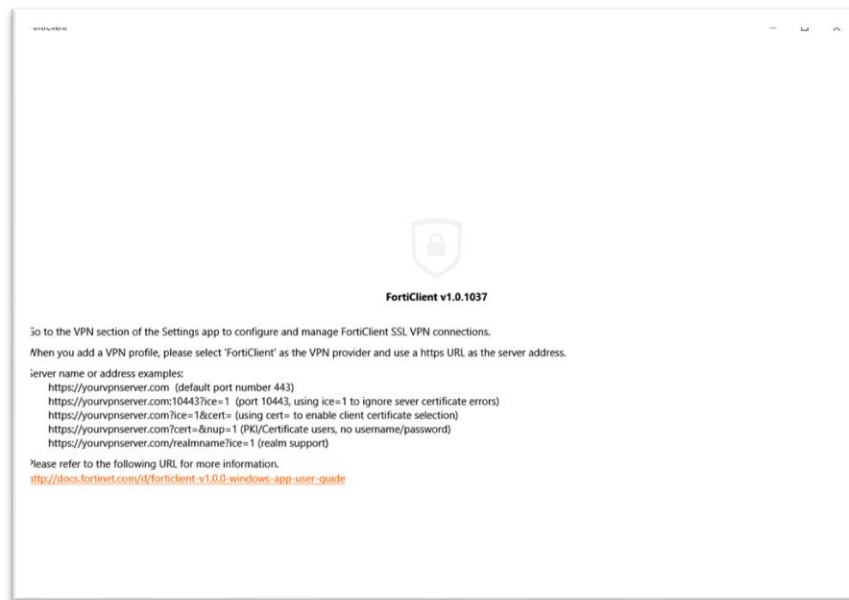 FortiClient v1.0.1037
to the VPN section of the Settings app to configure and manage FortiClient SSL VPN connections.
When you add a VPN profile, please select 'FortiClient' as the VPN provider and use a https URL as the server address.
Server name or address examples:
https://yourvpnserver.com (default port number 443)
https://yourvpnserver.com:10443?ice=1 (port 10443, using ice=1 to ignore sever certificate errors)
https://yourvpnserver.com?ice=1&cert= (using cert= to enable client certificate selection)
https://yourvpnserver.com?cert=&nup=1 (PKI/Certificate users, no username/password)
https://yourvpnserver.com/realmname?ice=1 (realm support)
Please refer to the following URL for more information.
http://docs.fortinet.com/d/forticlient-v1.0.0-windows-app-user-guide